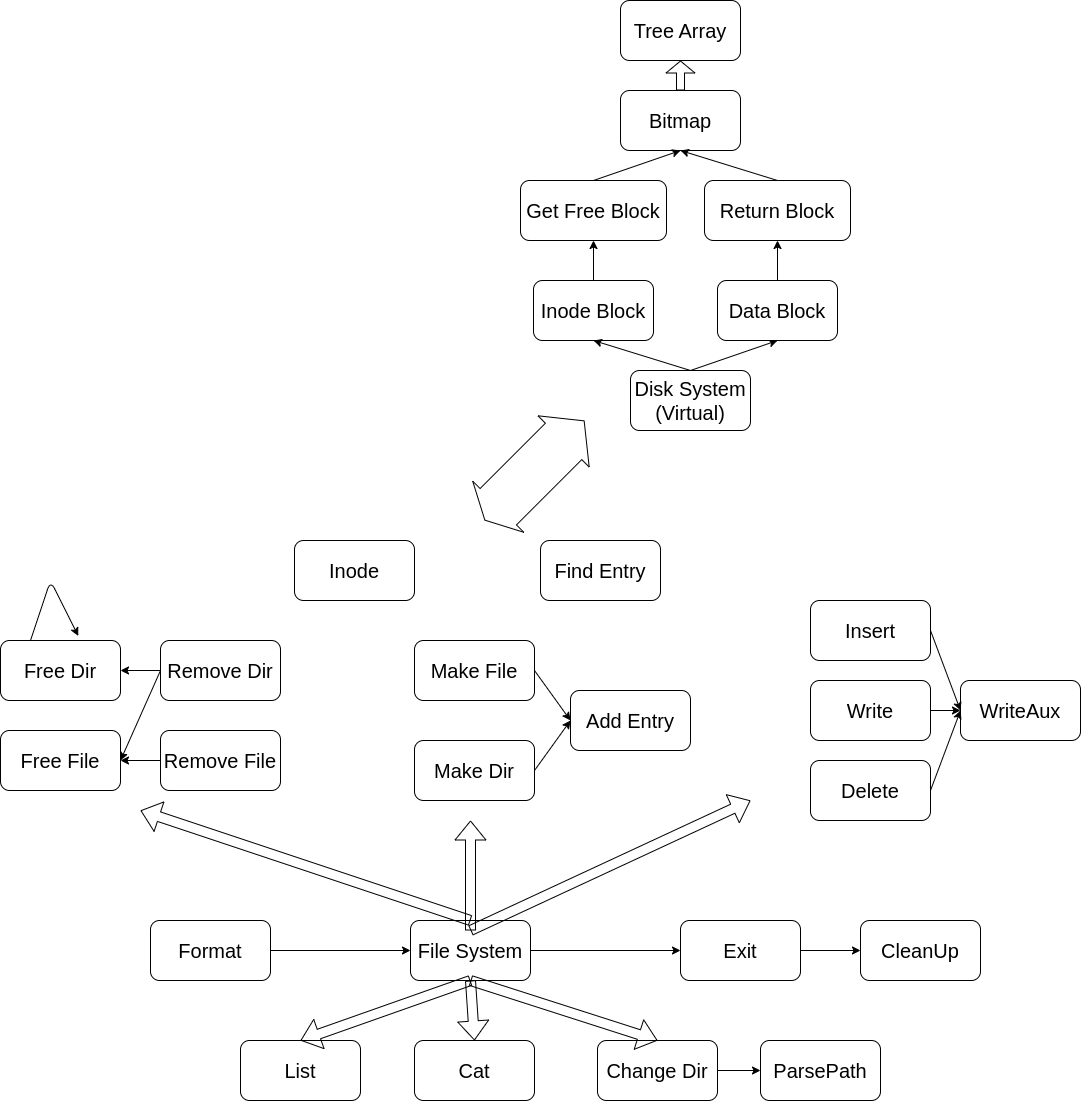 Tree Array
Bitmap
Get Free Block
Return Block
Inode Block
Data Block
Disk System
(Virtual)
Inode
Find Entry
Insert
Free Dir
Remove Dir
Make File
Write
WriteAux
Add Entry
Free File
Remove File
Make Dir
Delete
Format
File System
Exit
CleanUp
List
Cat
Change Dir
ParsePath